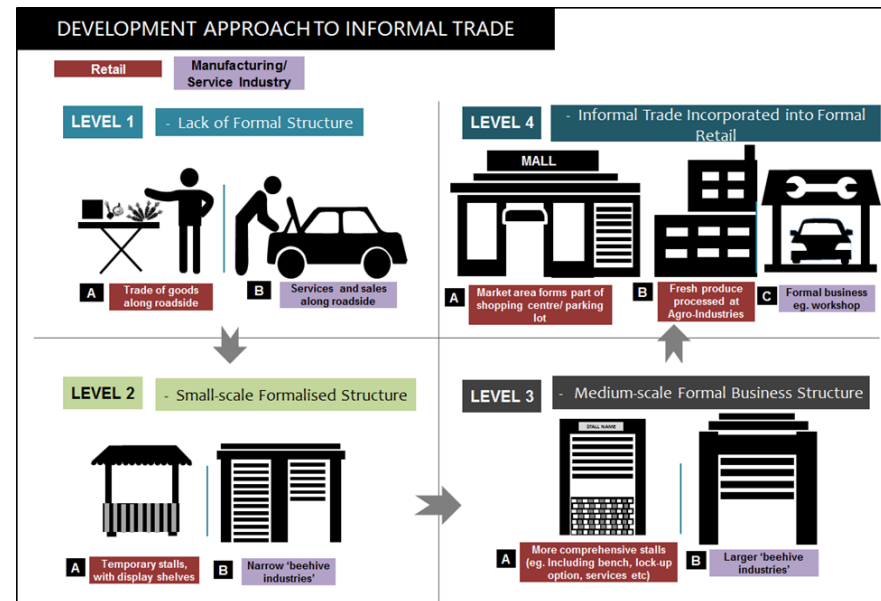 DEVELOPMENT APPROACH TO INFORMAL TRADE
Retail
Manufacturing/
Service Industry
LEVEL 1
- Lack of Formal Structure
A
Trade of goods
along roadside
B
Services and sales
along roadside
LEVEL 4
- Informal Trade Incorporated into Formal
Retail
MALL
A
Market area forms part of
shopping centre/ parking
lot
B
Fresh produce
processed at
Agro-Industries
C
Formal business
eg. workshop
LEVEL 2
- Small-scale Formalised Structure
A
Temporary stalls,
with display shelves
B
Narrow ‘beehive
industries’
LEVEL 3
- Medium-scale Formal Business Structure
STALL NAME
A
More comprehensive stalls
(eg. Including bench, lock-up
option, services etc)
B
Larger ‘beehive
industries’